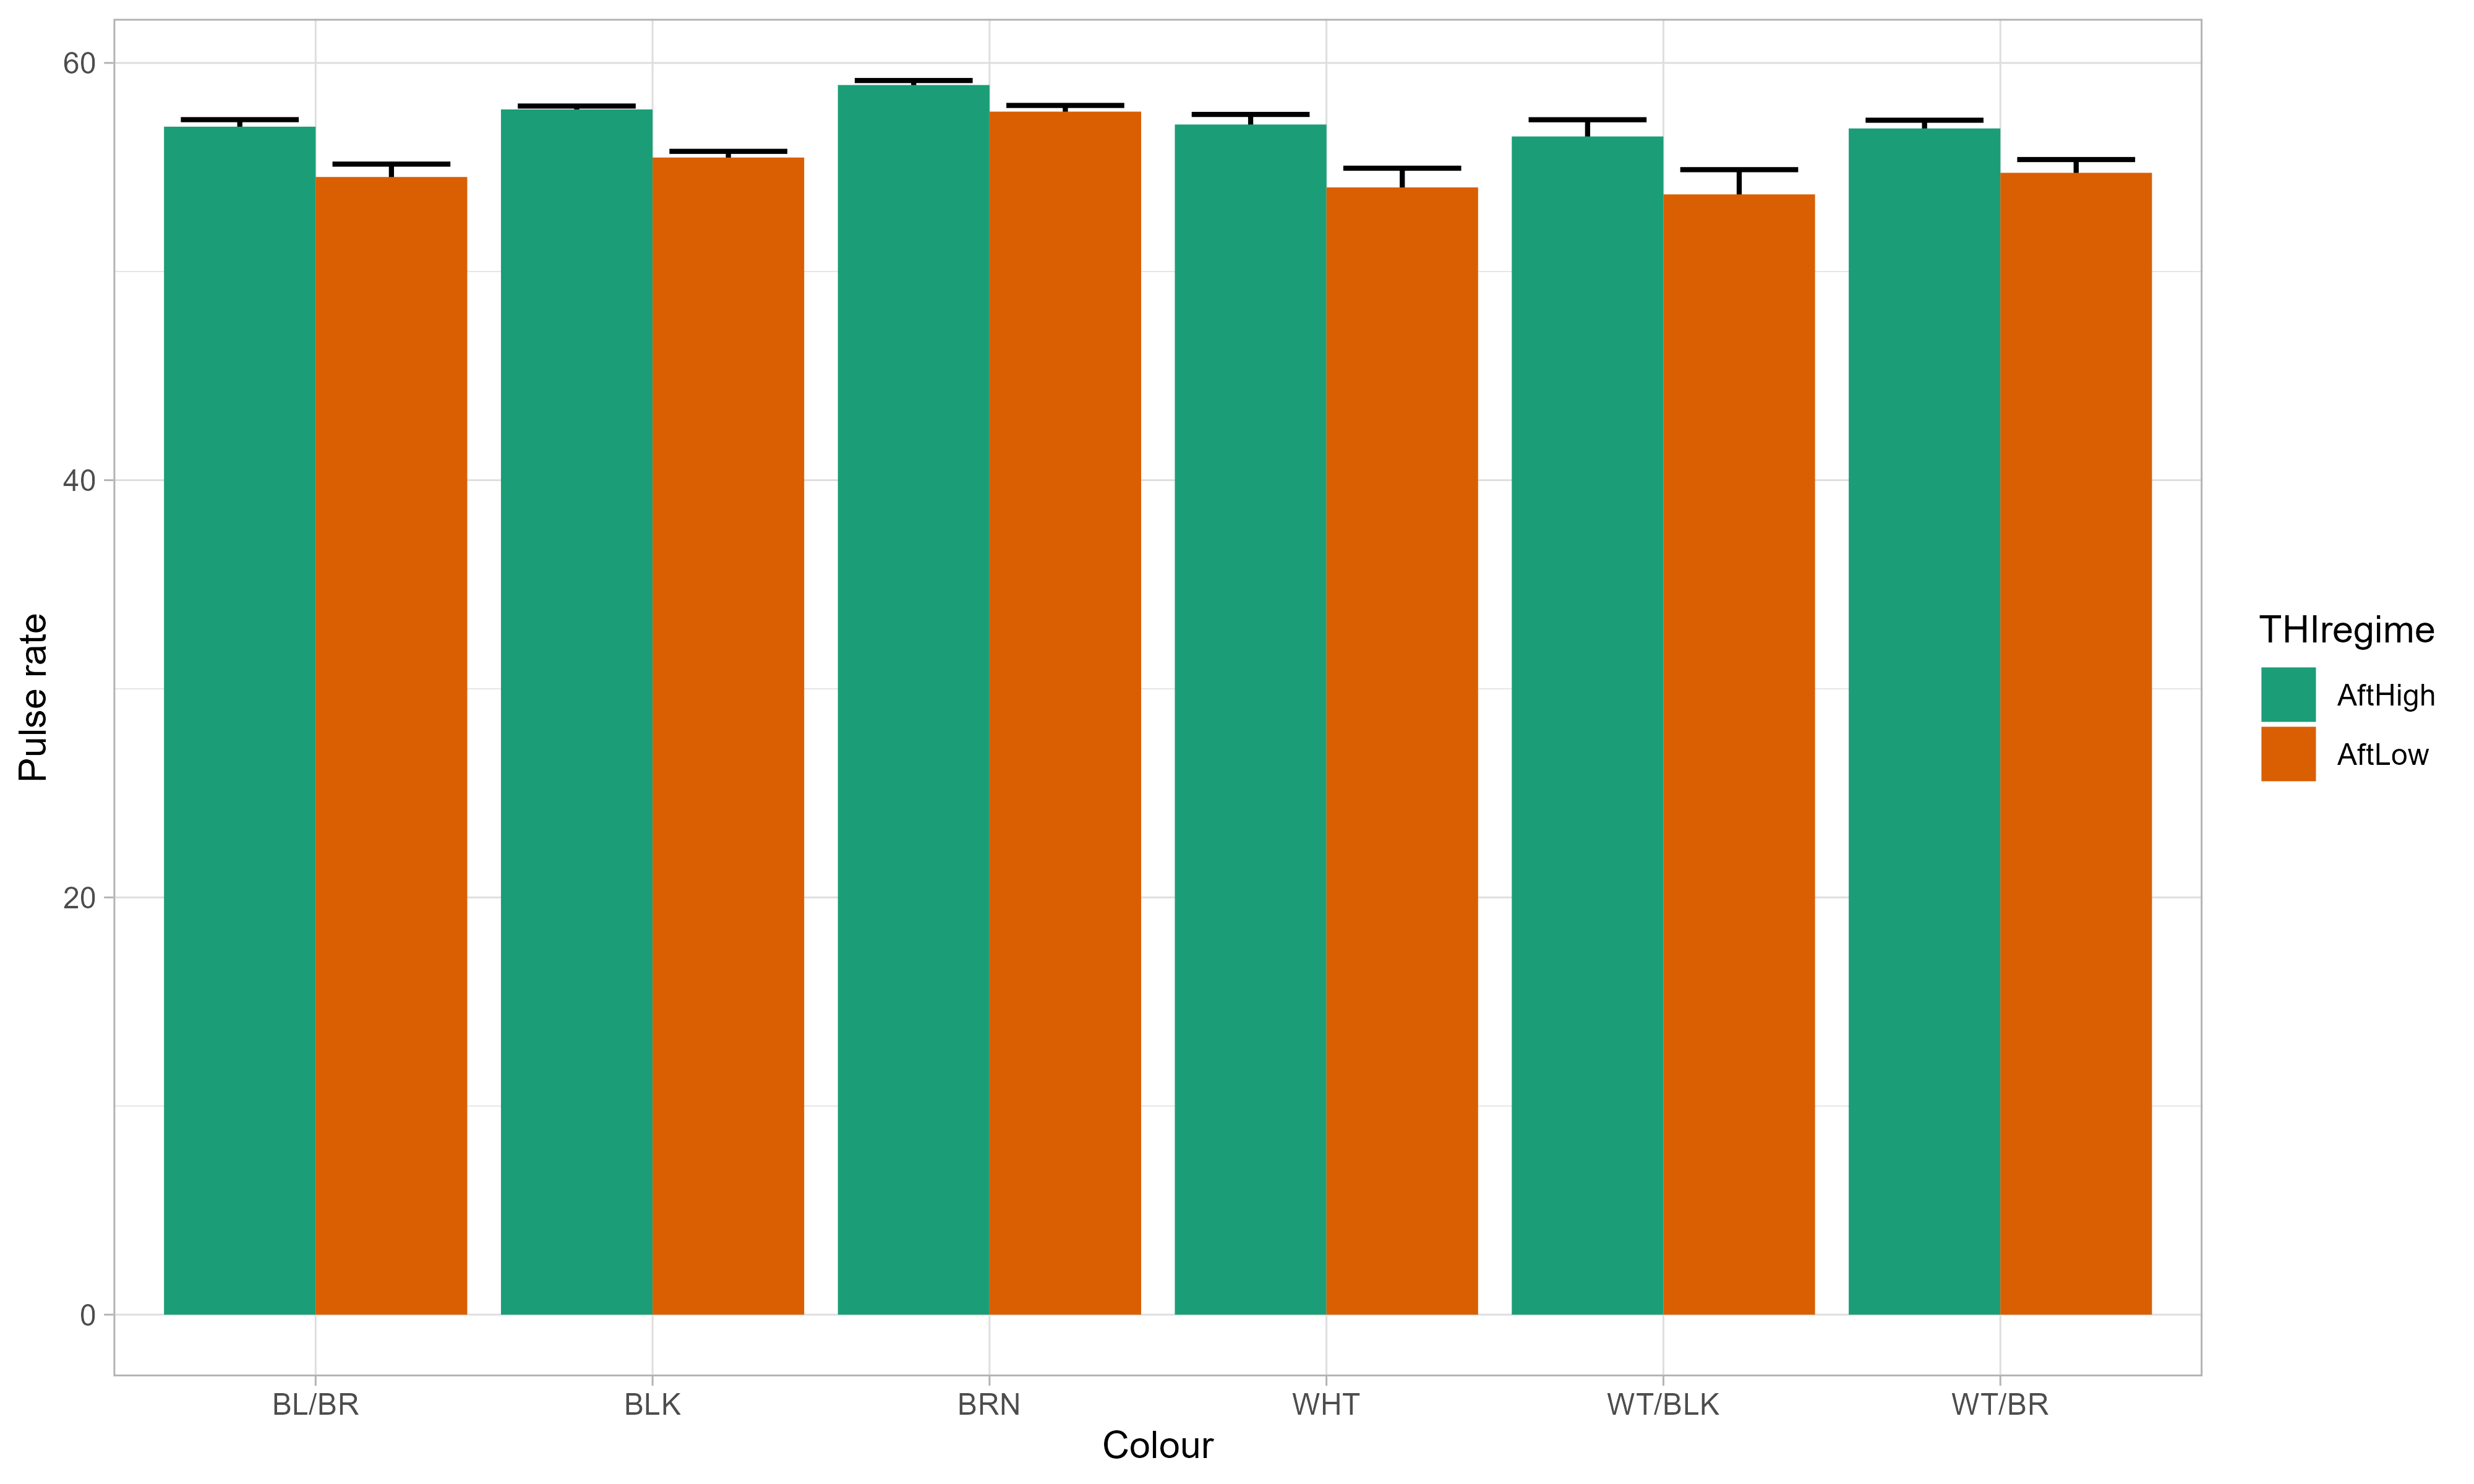 60
40
20
0
Pulse rate
BL/BR BLK BRN WHT WT/BLK WT/BR
Colour
THIregime
AftHigh
AftLow